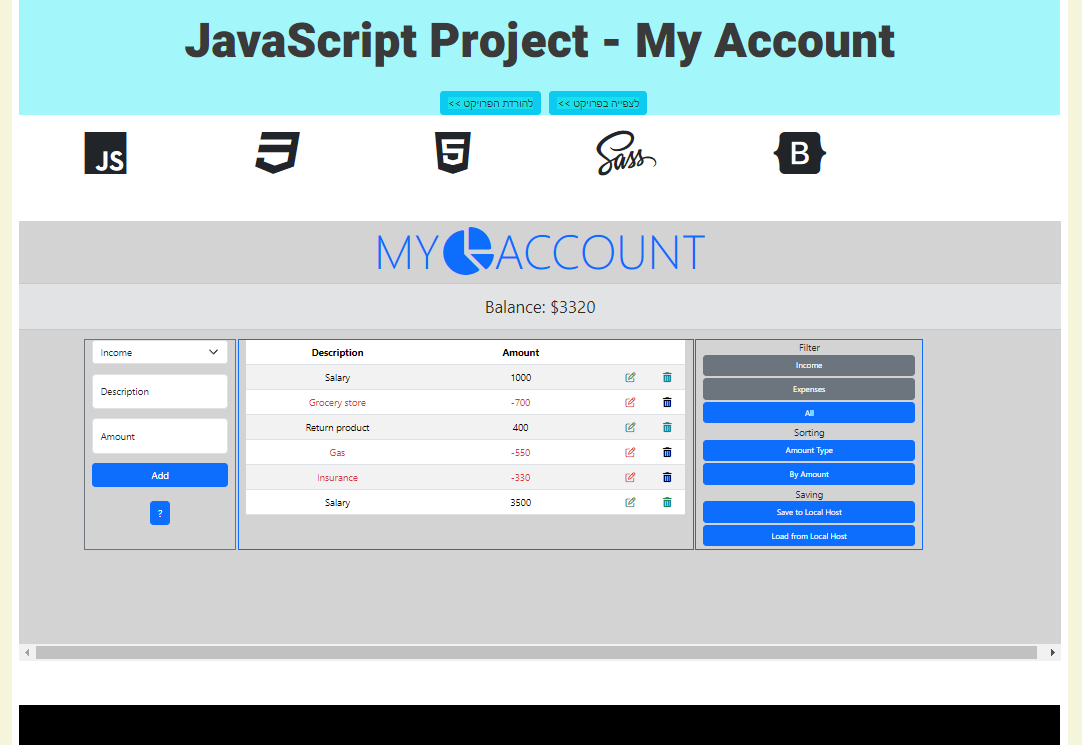 JavaScript Project - My Account
להורדת הפרויקט >>
לצפייה בפרויקט >>
JS
3
5
Sass
B
MY ACCOUNT
Balance: $3320
Income
Description
Amount
Add
?
Description Amount
Salary 1000
Grocery store -700
Return product 400
Gas -550
Insurance -330
Salary 3500
Filter
Income
Expenses
All
Sorting
Amount Type
By Amount
Saving
Save to Local Host
Load from Local Host